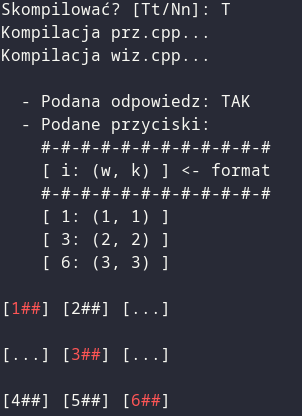 Skompilować? [Tt/Nn]: T
Kompilacja prz.cpp...
Kompilacja wiz.cpp...
- Podana odpowiedz: TAK
- Podane przyciski:
#-#-#-#-#-#-#-#-#-#-#-#
[ i: (w, k) ] <- format
#-#-#-#-#-#-#-#-#-#-#-#
[ 1: (1, 1) ]
[ 3: (2, 2) ]
[ 6: (3, 3) ]
[1##] [2##] [...]
[...] [3##] [...]
[4##] [5##] [6##]